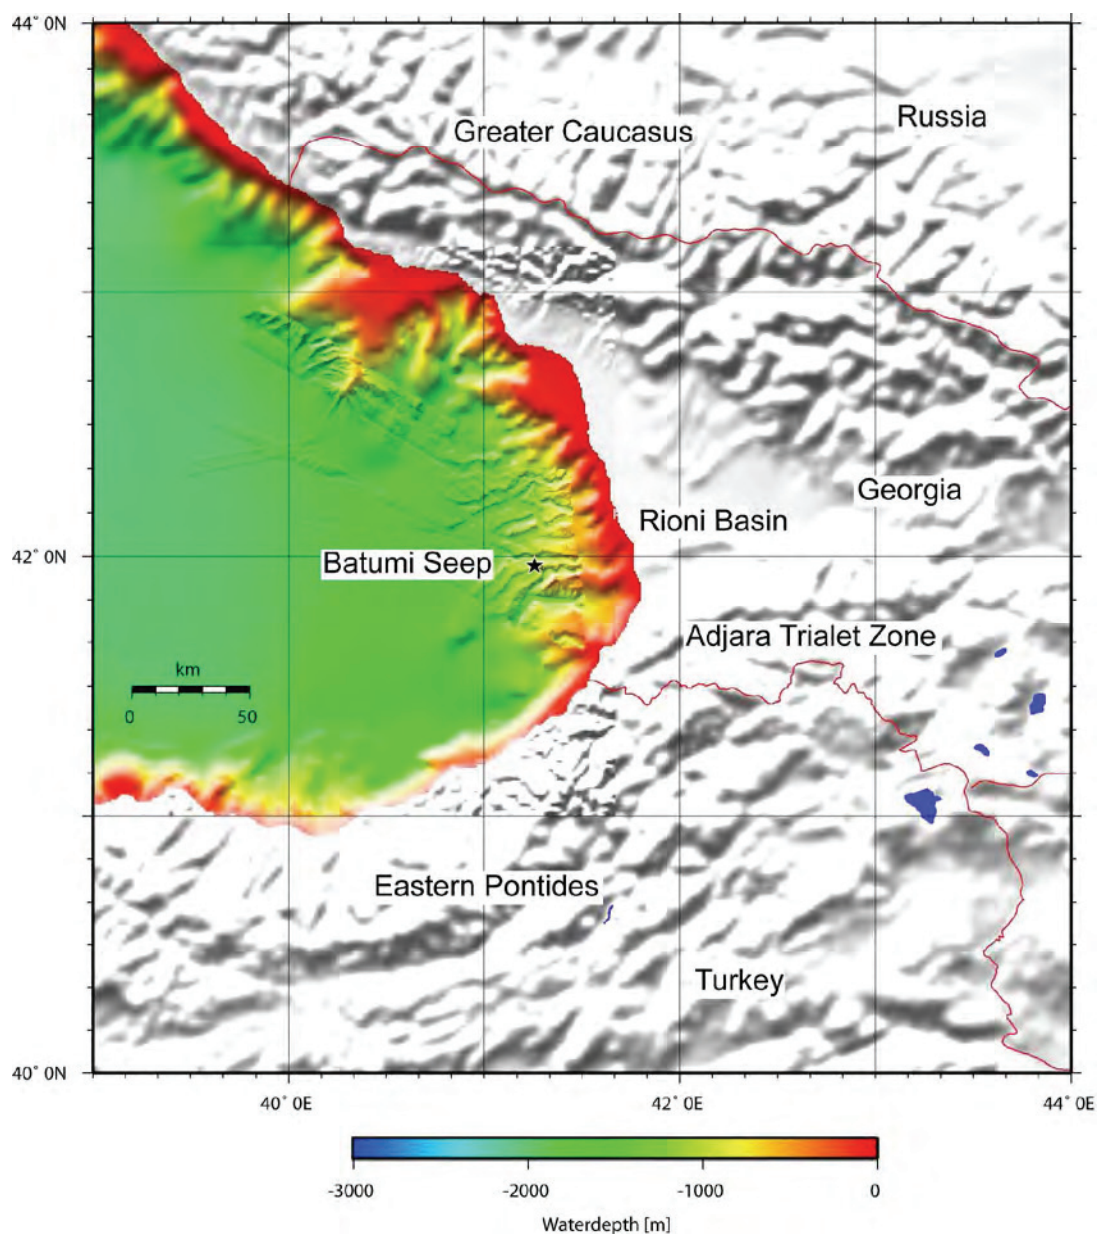 44° 0N
Greater Caucasus
Russia
Georgia
Rioni Basin
42° 0N
Batumi Seep
Adjara Trialet Zone
km
0 50
Eastern Pontides
Turkey
40° 0N
40° 0E 42° 0E 44° 0E
-3000 -2000 -1000 0
Waterdepth [m]